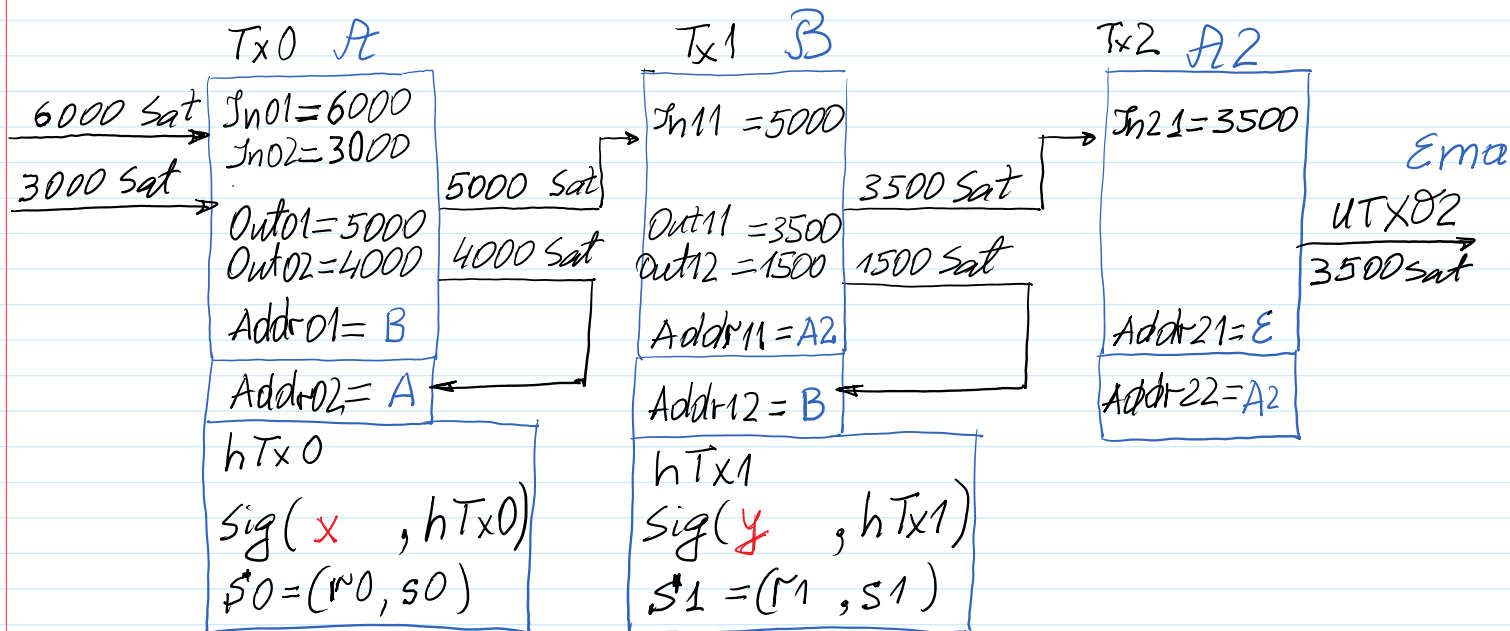 Tx0 A
6000 Sat
3000 Sat
In01=6000
In02=3000
Out01=5000
Out02=4000
Addr01= B
Addr02= A
hTx0
Sig( x , hTx0)
S0=(r0, s0)
5000 Sat
4000 Sat
Tx1 B
In11 =5000
Out11 =3500
Out12 =1500
Addr11=A2
Addr12=B
hTx1
Sig(y , hTx1)
S1 =(r1 , s1)
3500 Sat
1500 Sat
Tx2 A2
In21=3500
Addr21=E
Addr22=A2
Ema
UTXO2
3500 sat